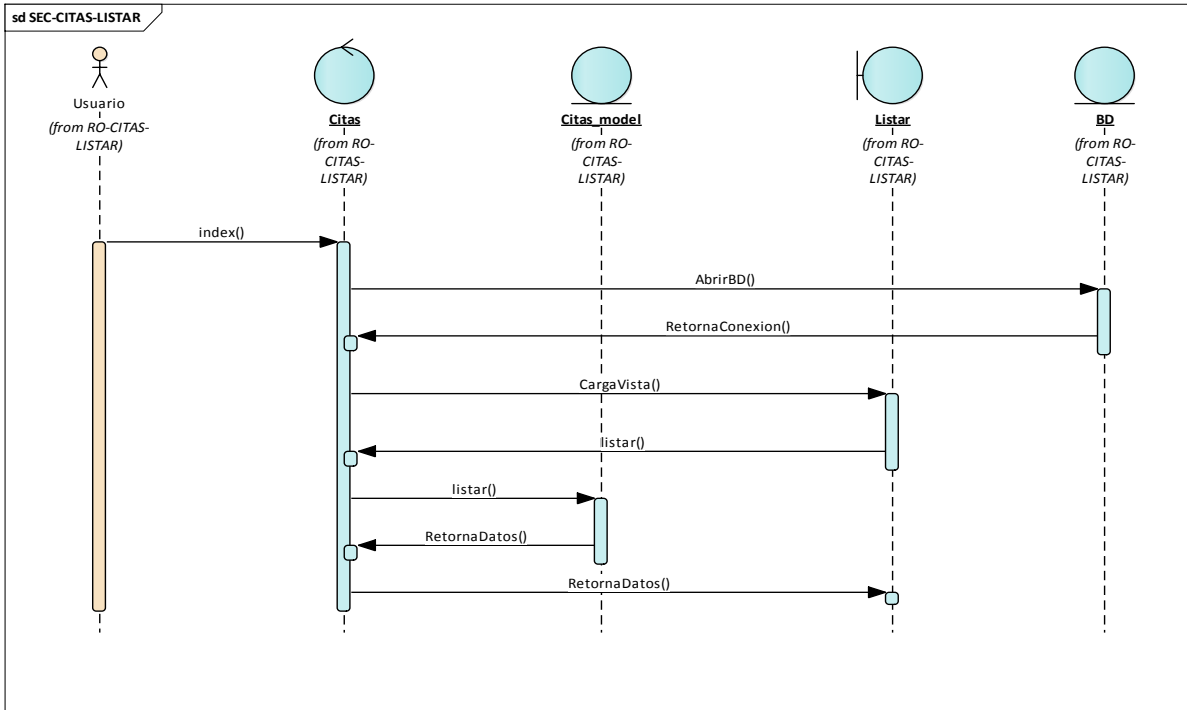 sd SEC-CITAS-LISTAR
Usuario
(from RO-CITAS-
LISTAR)
Citas
(from RO-
CITAS-
LISTAR)
Citas_model
(from RO-
CITAS-
LISTAR)
Listar
(from RO-
CITAS-
LISTAR)
BD
(from RO-
CITAS-
LISTAR)
index()
AbrirBD()
RetornaConexion()
CargaVista()
listar()
listar()
RetornaDatos()
RetornaDatos()